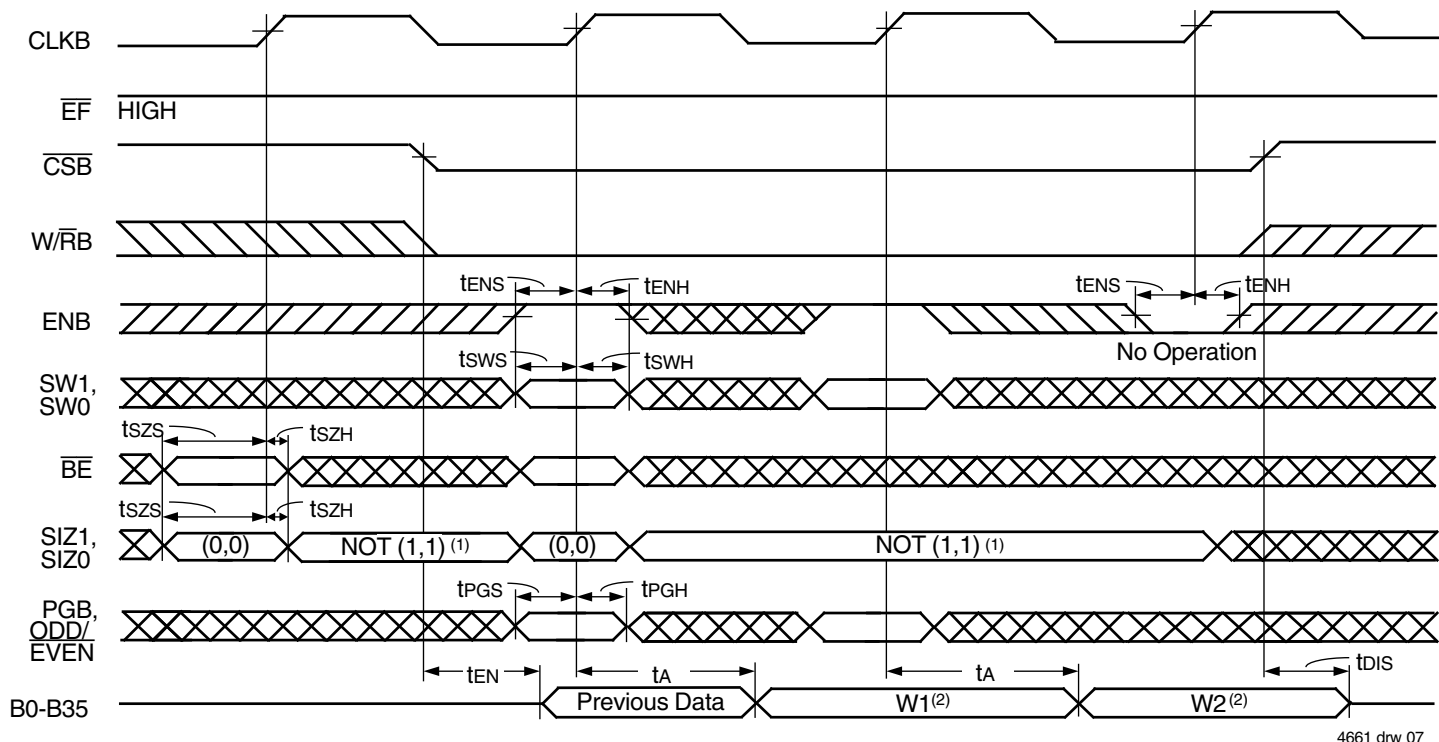 CLKB
EF HIGH
CSB
W/RB
tENS tENH tENS tENH
ENB
No Operation
tSWS tSWH
SW1,
SW0
tSZS tSZH
BE
tSZS tSZH
SIZ1,
SIZ0
(0,0) NOT (1,1) (1) (0,0) NOT (1,1) (1)
tPGS tPGH
PGB,
ODD/
EVEN
tEN tA tA tDIS
B0-B35 Previous Data W1(2) W2(2)
4661 drw 07